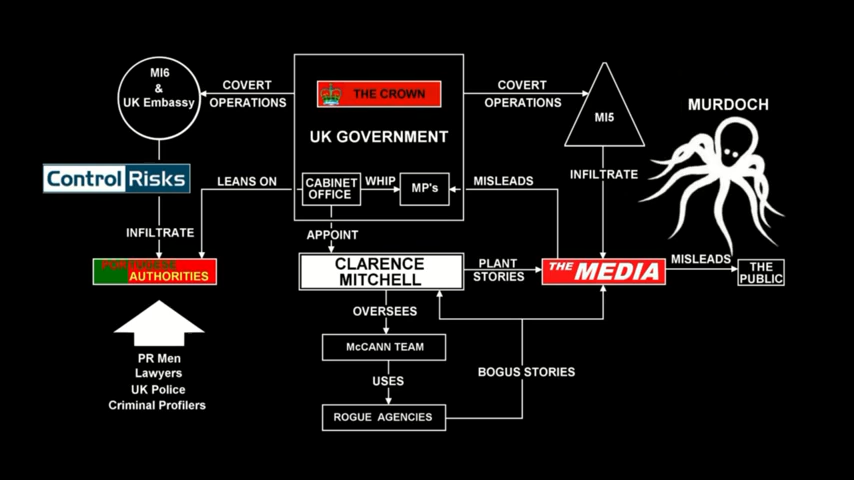 MI6
&
UK Embassy
COVERT
OPERATIONS
THE CROWN
UK GOVERNMENT
COVERT
OPERATIONS
MI5
MURDOCH
Control Risks
LEANS ON
CABINET
OFFICE
WHIP
MP's
MISLEADS
INFILTRATE
INFILTRATE
APPOINT
PORTUGESE
AUTHORITIES
CLARENCE
MITCHELL
PLANT
STORIES
THE MEDIA
MISLEADS
THE
PUBLIC
OVERSEES
McCANN TEAM
USES
BOGUS STORIES
ROGUE AGENCIES
PR Men
Lawyers
UK Police
Criminal Profilers